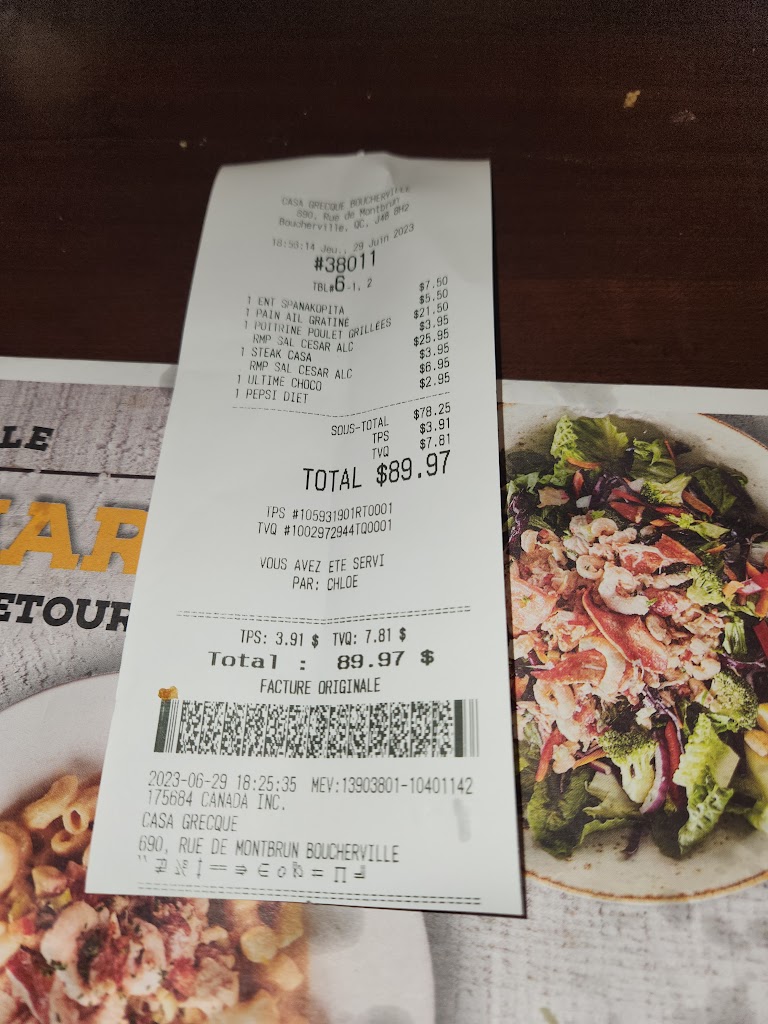 CASA GRECQUE BOUCHERVILLE
690, Rue de Montbrun
Boucherville, QC, J4B 8H2
Jeu., 29 Juin 2023
#38011
TBL#6-1, 2
1 ENT SPANAKOPITA $7.50
1 PAIN AIL GRATINE $5.50
1 POITRINE POULET GRILLEES $21.50
RMP SAL CESAR ALC $3.95
1 STEAK CASA $25.95
RMP SAL CESAR ALC $3.95
1 ULTIME CHOCO $6.95
1 PEPSI DIET $2.95
SOUS-TOTAL $78.25
TPS $3.91
TVQ $7.81
TOTAL $89.97
TPS #105931901RT0001
TVQ #1002972944TQ0001
VOUS AVEZ ETE SERVI
PAR: CHLOE
TPS: 3.91 $ TVQ: 7.81 $
Total : 89.97 $
FACTURE ORIGINALE
2023-06-29 18:25:35 MEV:13903801-10401142
175684 CANADA INC.
CASA GRECQUE
690, RUE DE MONTBRUN BOUCHERVILLE
LE
AR
ETOUR